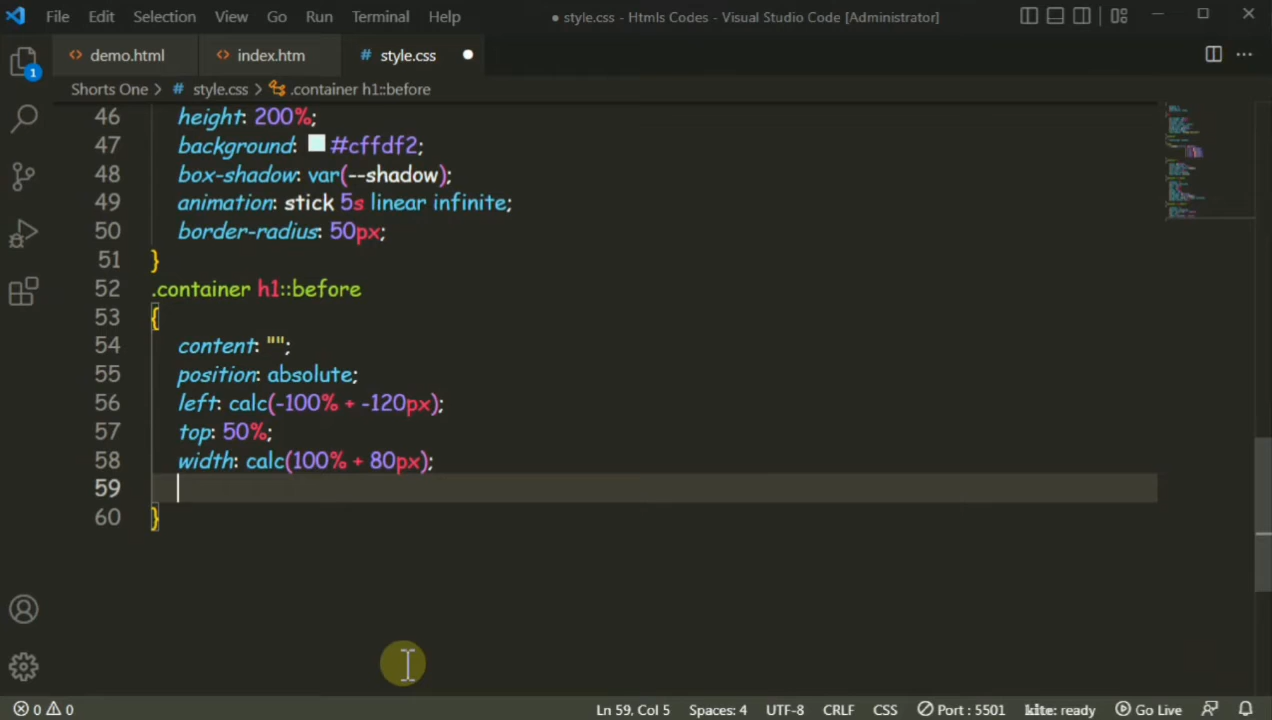 File Edit Selection View Go Run Terminal Help ● style.css - Htmls Codes - Visual Studio Code [Administrator]
<> demo.html <> index.htm # style.css ●
1
Shorts One > # style.css > .container h1::before
46 height: 200%;
47 background: #cffdf2;
48 box-shadow: var(--shadow);
49 animation: stick 5s linear infinite;
50 border-radius: 50px;
51 }
52 .container h1::before
53 {
54 content: "";
55 position: absolute;
56 left: calc(-100% + -120px);
57 top: 50%;
58 width: calc(100% + 80px);
59
60 }
0 0 Ln 59, Col 5 Spaces: 4 UTF-8 CRLF CSS Port : 5501 kite: ready Go Live